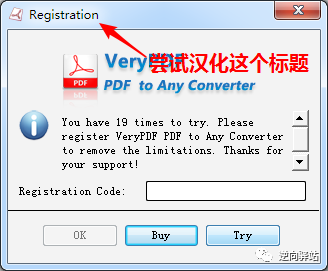 Registration
VeryPDF
尝试汉化这个标题
PDF
PDF to Any Converter
You have 19 times to try. Please
register VeryPDF PDF to Any Converter
to remove the limitations. Thanks for
your support!
Registration Code:
OK
Buy
Try
逆向驿站